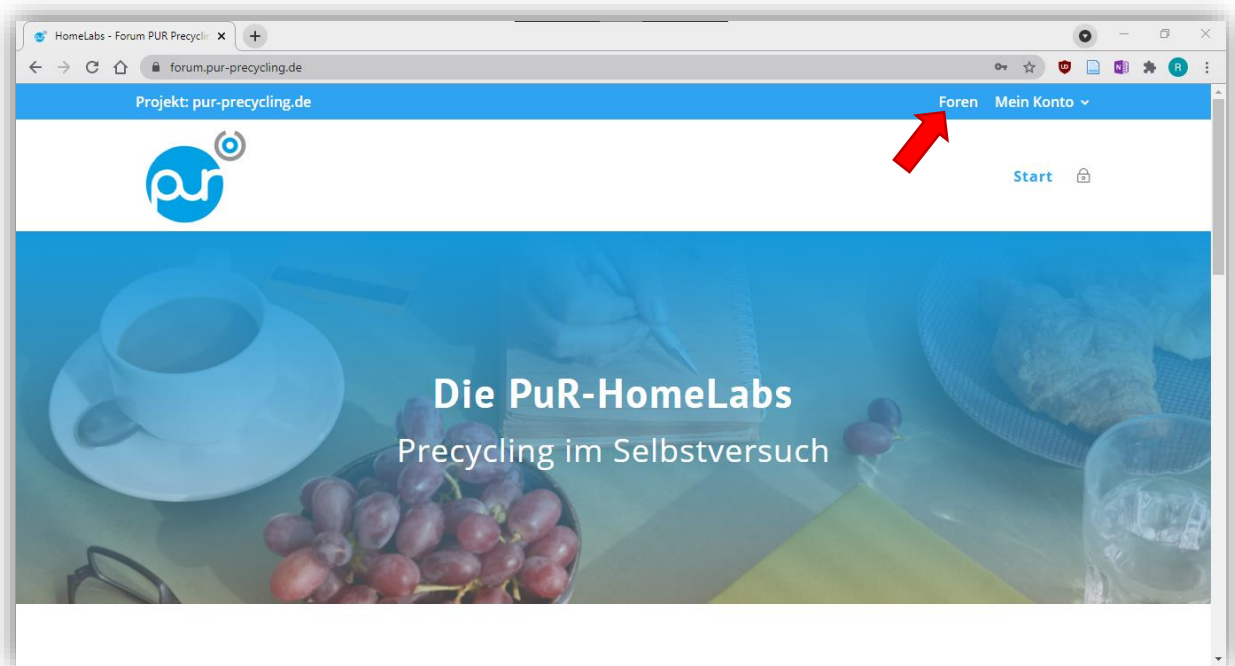 HomeLabs - Forum PUR Precyclin
forum.pur-precycling.de
R
Projekt: pur-precycling.de
Foren Mein Konto
pur
Start
Die PuR-HomeLabs
Precycling im Selbstversuch